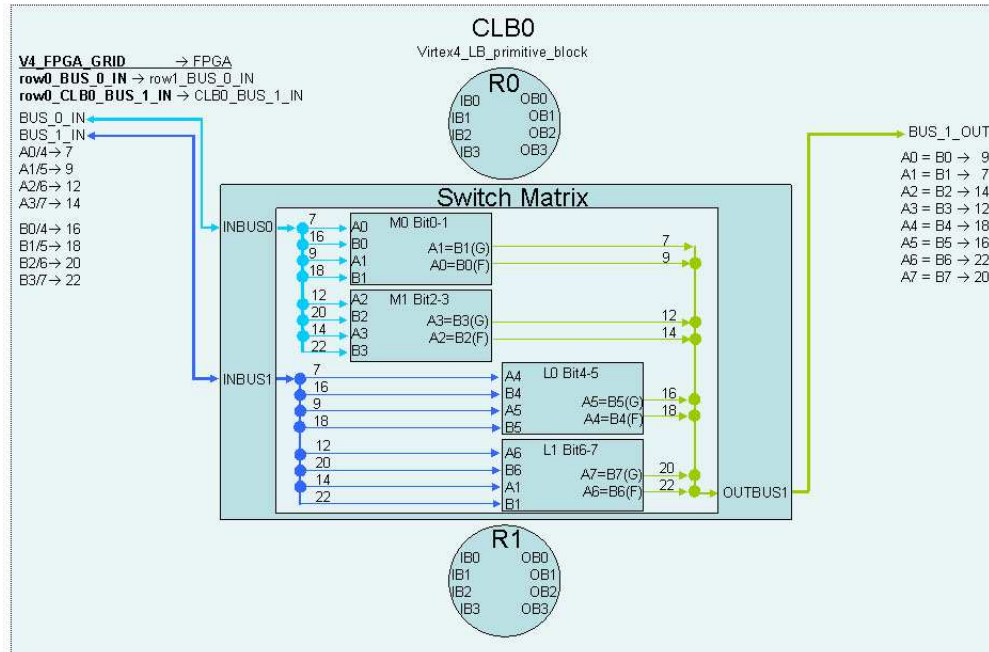 CLB0
Virtex4_LB_primitive_block
V4_FPGA_GRID → FPGA
row0_BUS_0_IN → row1_BUS_0_IN
row0_CLB0_BUS_1_IN → CLB0_BUS_1_IN
BUS_0_IN
BUS_1_IN
A0/4→ 7
A1/5→ 9
A2/6→ 12
A3/7→ 14
B0/4→ 16
B1/5→ 18
B2/6→ 20
B3/7→ 22
R0
IB0 OB0
IB1 OB1
IB2 OB2
IB3 OB3
BUS_1_OUT
A0 = B0 → 9
A1 = B1 → 7
A2 = B2 → 14
A3 = B3 → 12
A4 = B4 → 18
A5 = B5 → 16
A6 = B6 → 22
A7 = B7 → 20
Switch Matrix
INBUS0
7 A0 M0 Bit0-1
16 B0 A1=B1(G) 7
9 A1 A0=B0(F) 9
18 B1
12 A2 M1 Bit2-3
20 B2 A3=B3(G) 12
14 A3 A2=B2(F) 14
22 B3
INBUS1
7 A4 L0 Bit4-5
16 B4
9 A5 A5=B5(G) 16
18 B5 A4=B4(F) 18
12 A6 L1 Bit6-7
20 B6 A7=B7(G) 20
14 A1 A6=B6(F) 22
22 B1
OUTBUS1
R1
IB0 OB0
IB1 OB1
IB2 OB2
IB3 OB3